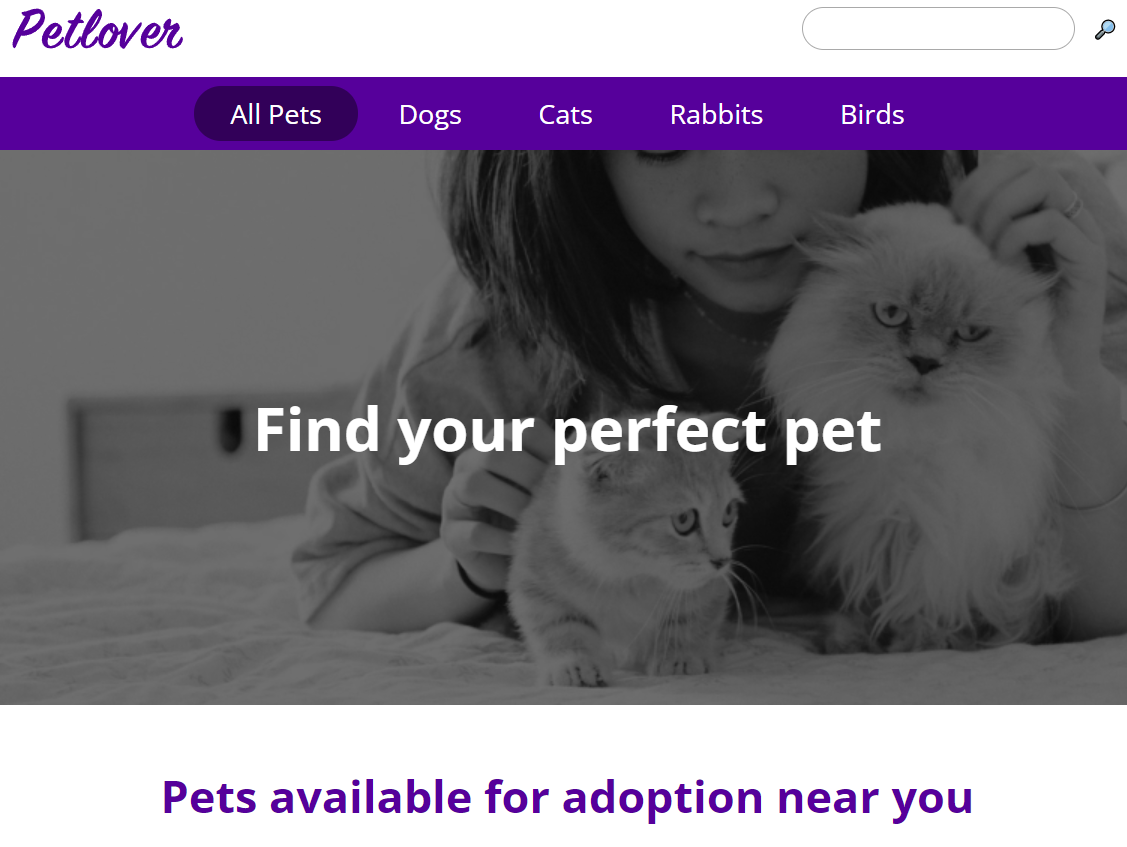 Petlover
All Pets Dogs Cats Rabbits Birds
Find your perfect pet
Pets available for adoption near you